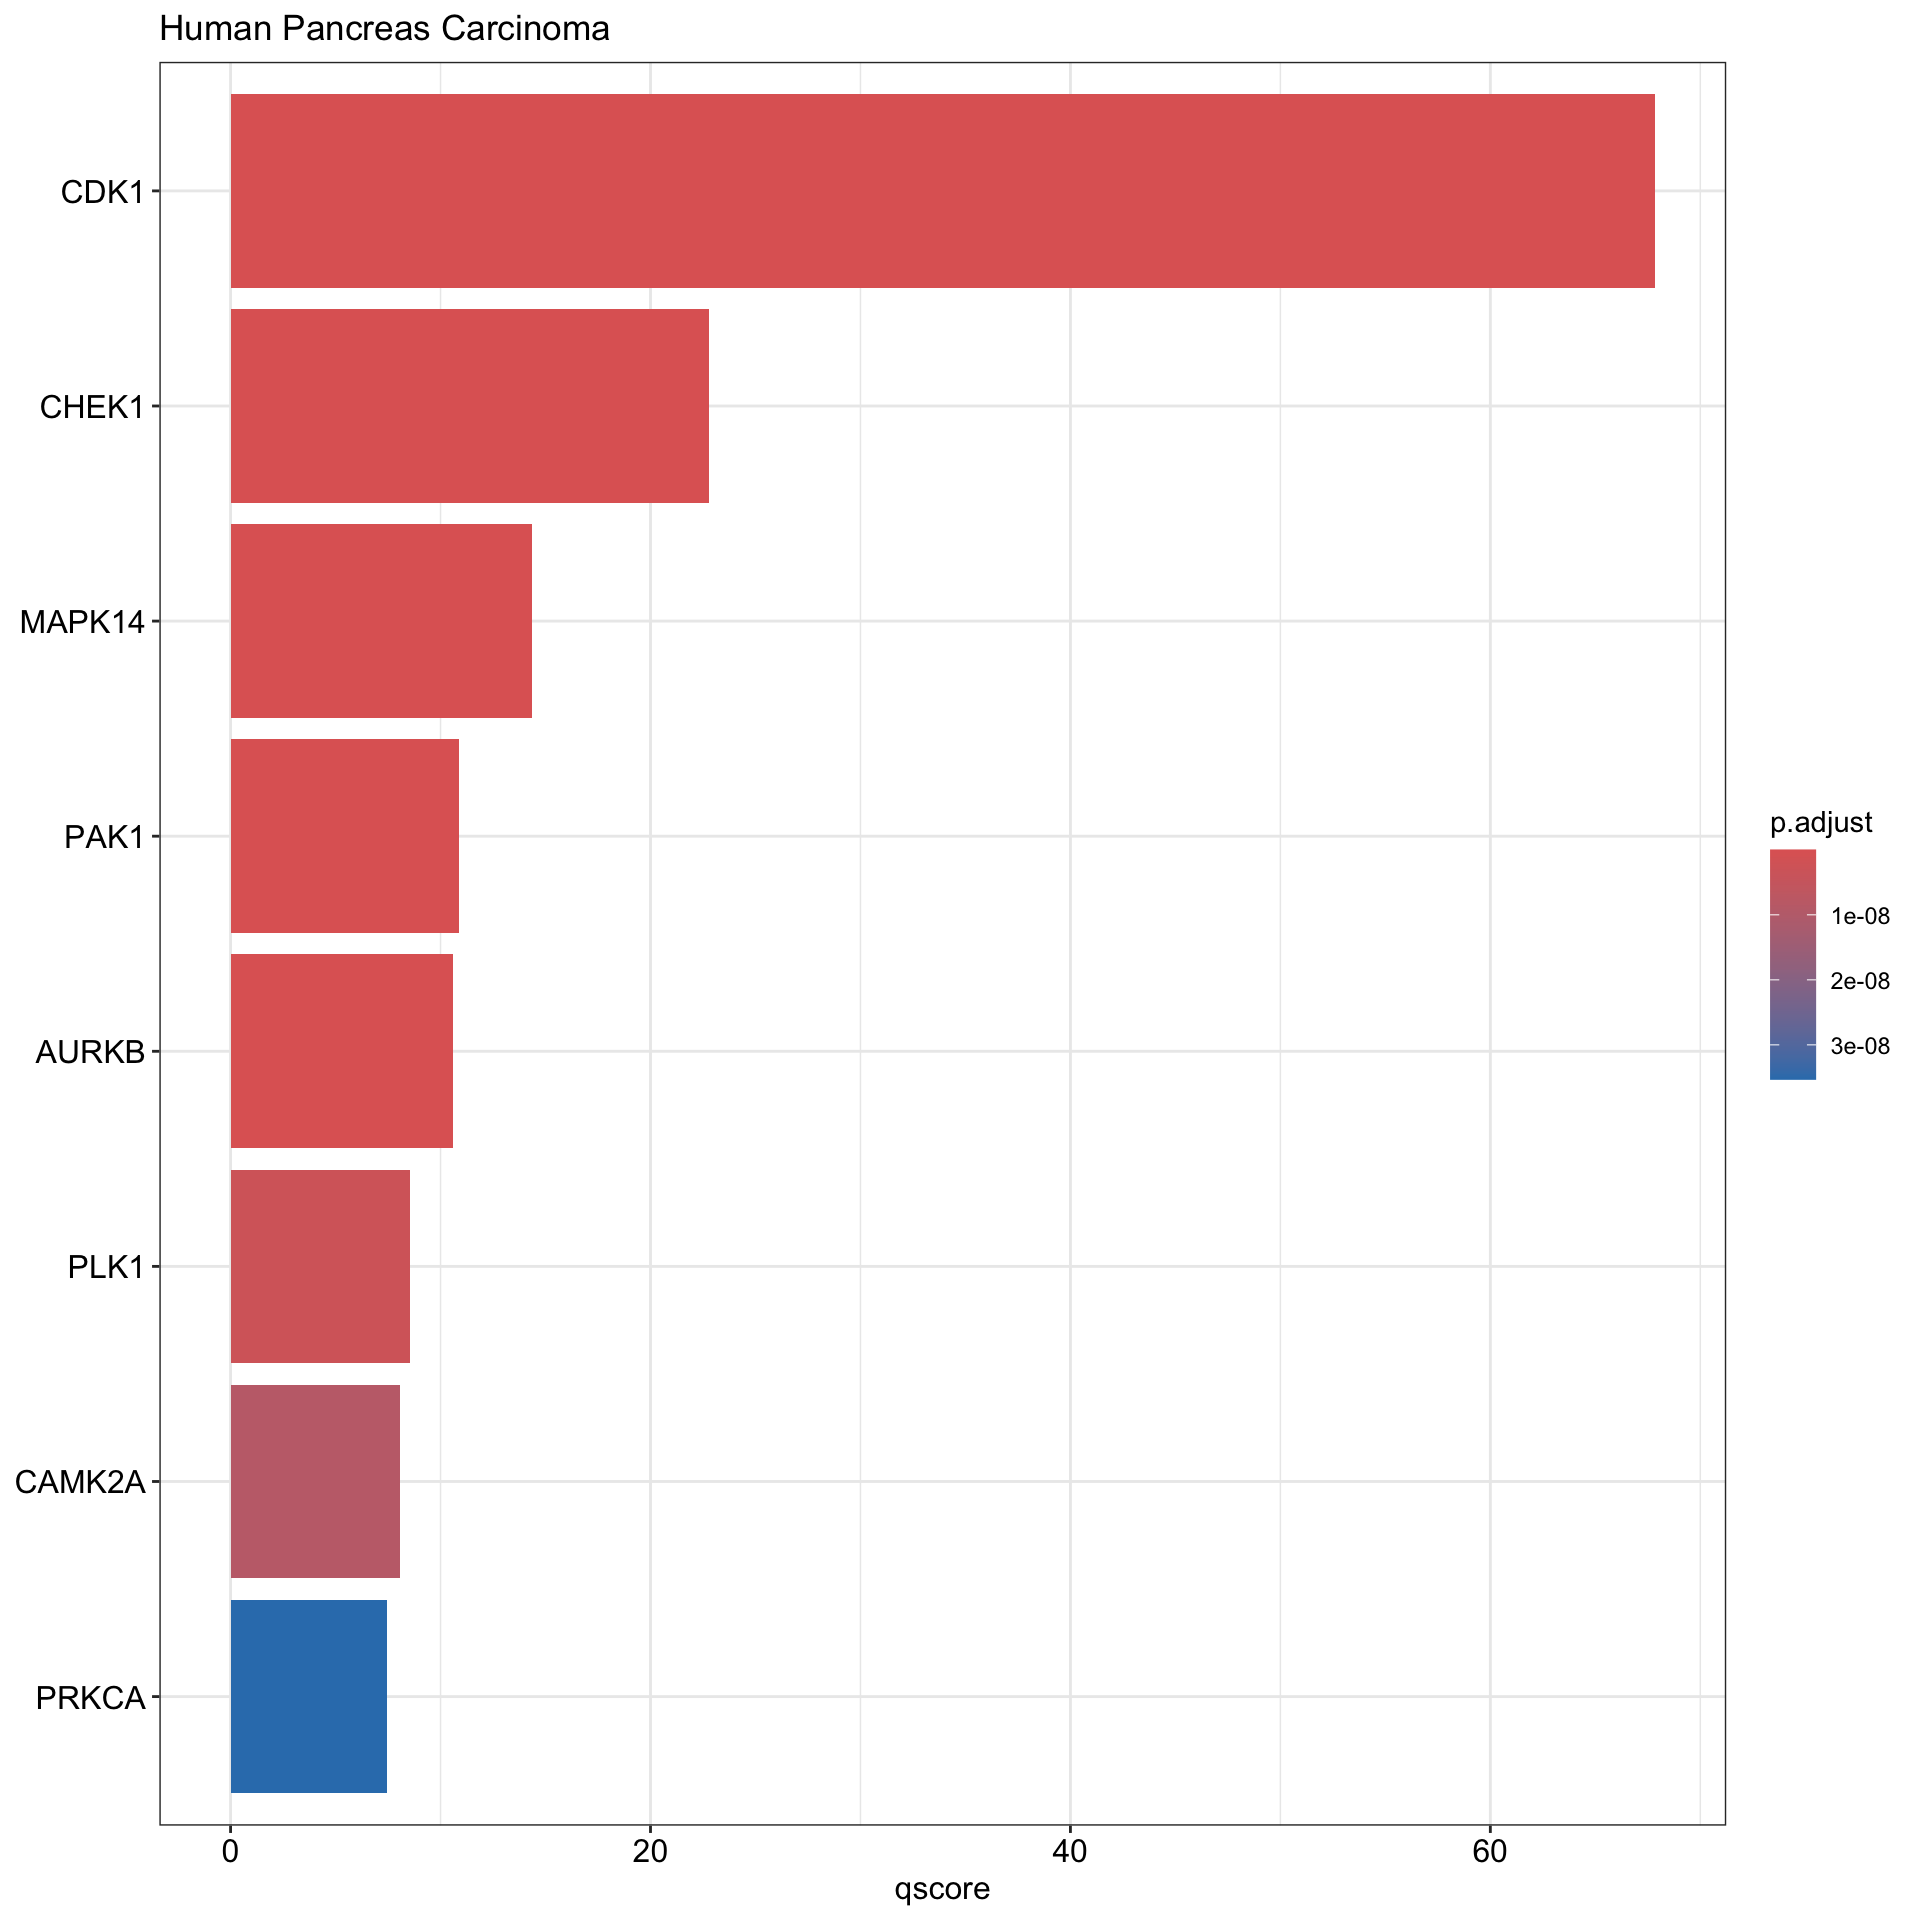 Human Pancreas Carcinoma
CDK1
CHEK1
MAPK14
PAK1
AURKB
PLK1
CAMK2A
PRKCA
0 20 40 60
qscore
p.adjust
1e-08
2e-08
3e-08